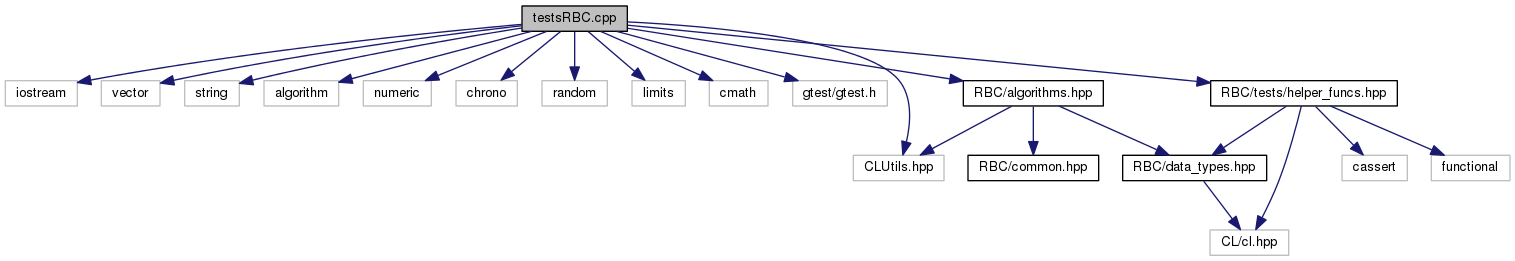 testsRBC.cpp
iostream
vector
string
algorithm
numeric
chrono
random
limits
cmath
gtest/gtest.h
RBC/algorithms.hpp
RBC/tests/helper_funcs.hpp
CLUtils.hpp
RBC/common.hpp
RBC/data_types.hpp
cassert
functional
CL/cl.hpp